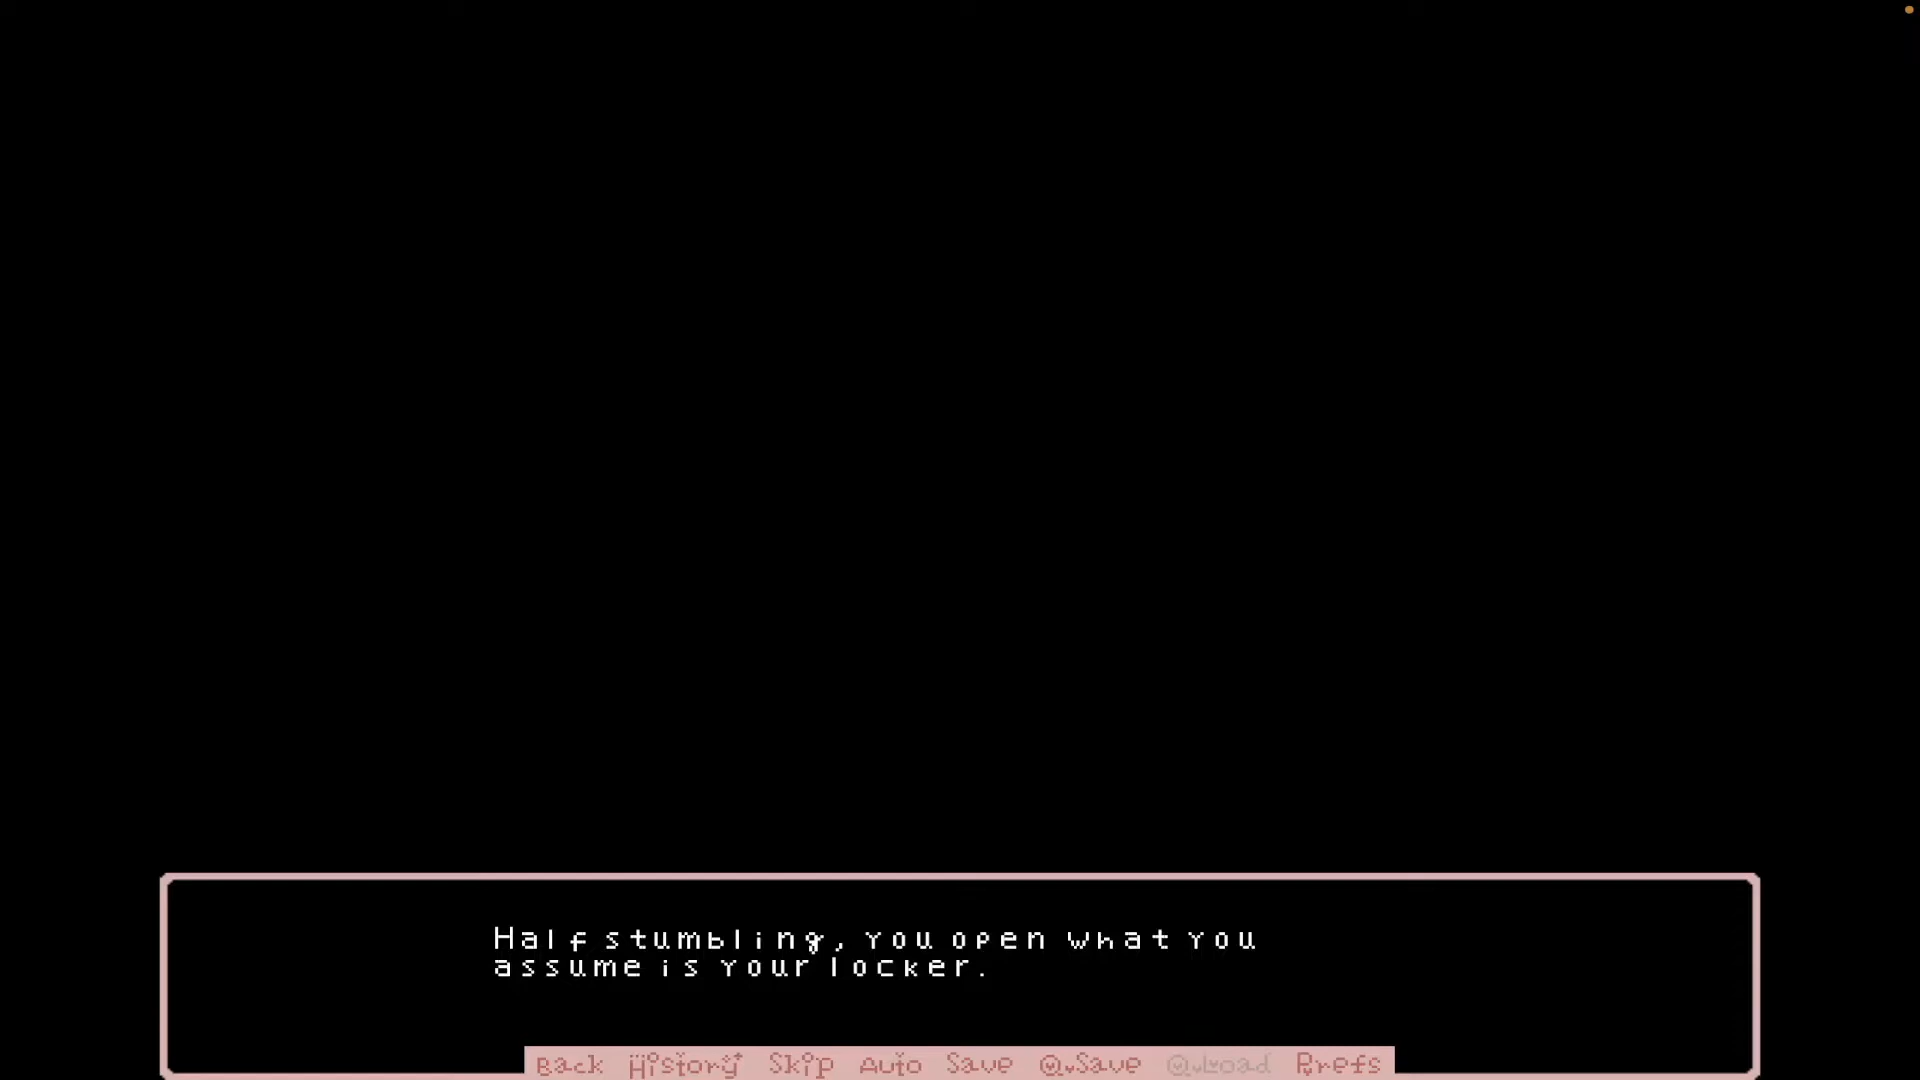 Half stumbling, you open what you
assume is your locker.
Back History Skip Auto Save Q.Save Q.Load Prefs